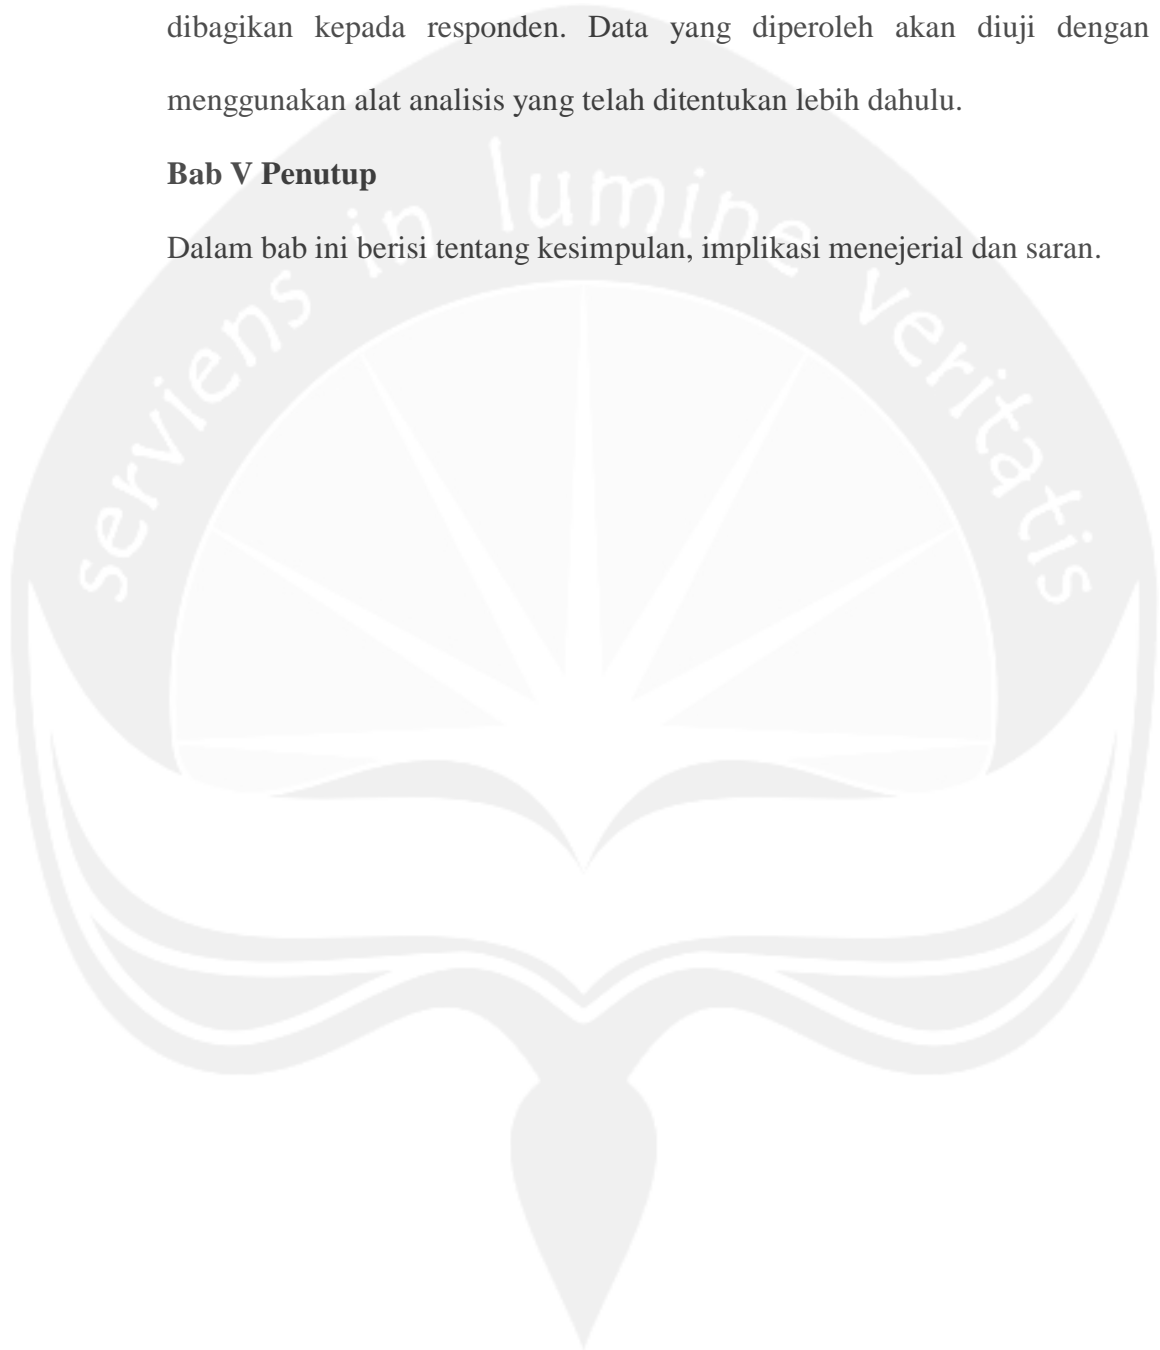 dibagikan kepada responden. Data yang diperoleh akan diuji dengan
menggunakan alat analisis yang telah ditentukan lebih dahulu.
Bab V Penutup
Dalam bab ini berisi tentang kesimpulan, implikasi menejerial dan saran.
serviens in lumine veritatis